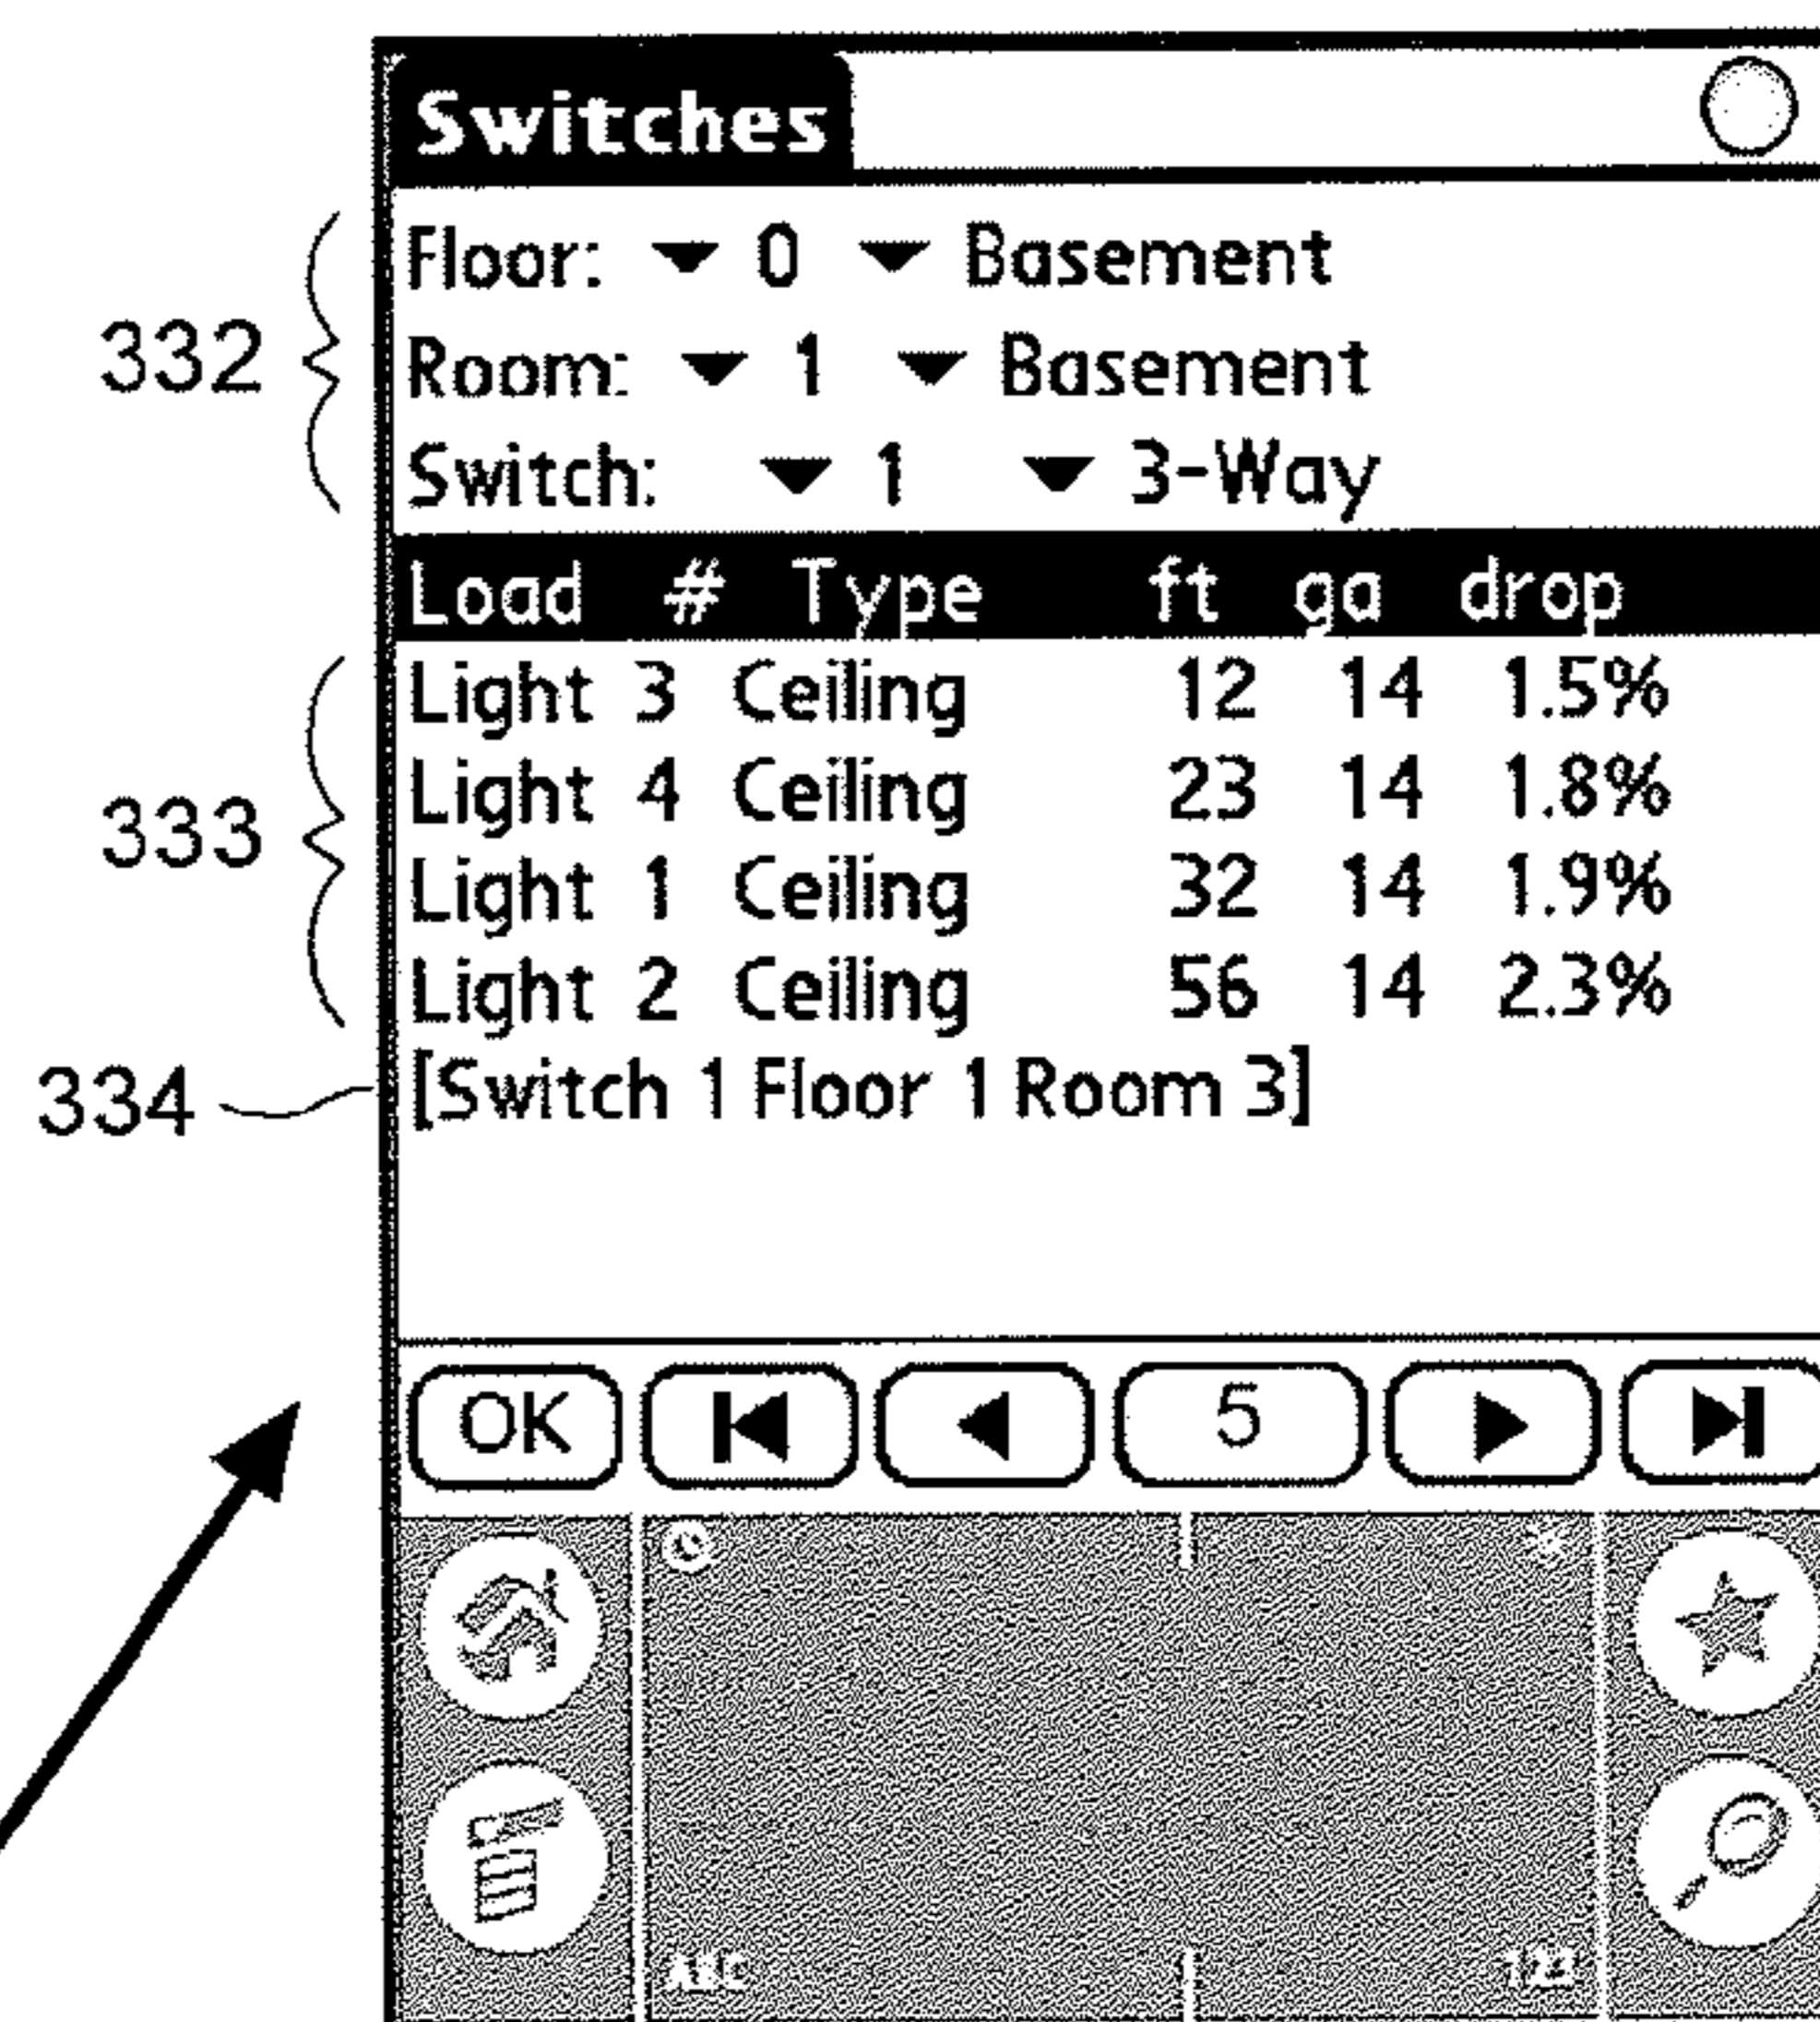 Switches
Floor: 0 Basement
332
Room: 1 Basement
Switch: 1 3-Way
Load # Type ft ga drop
Light 3 Ceiling 12 14 1.5%
Light 4 Ceiling 23 14 1.8%
333
Light 1 Ceiling 32 14 1.9%
Light 2 Ceiling 56 14 2.3%
334 [Switch 1 Floor 1 Room 3]
OK 5
ABC 123